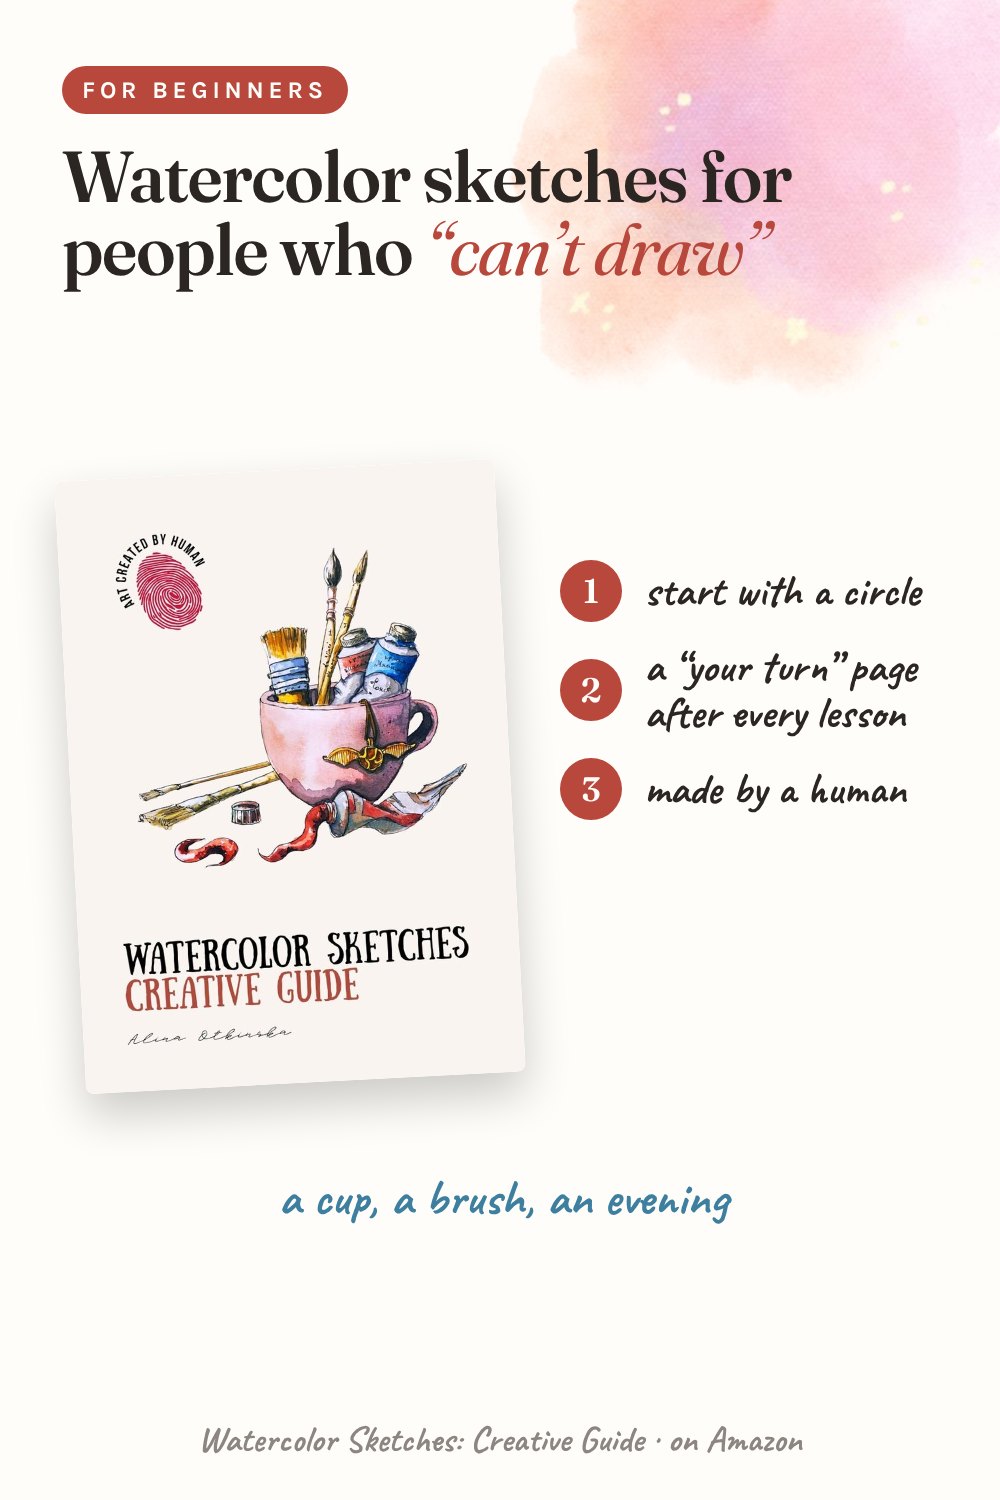 FOR BEGINNERS
Watercolor sketches for
people who “can’t draw”
ART CREATED BY HUMAN
WATERCOLOR SKETCHES
CREATIVE GUIDE
Alina Otkinska
1 start with a circle
2 a “your turn” page
after every lesson
3 made by a human
a cup, a brush, an evening
Watercolor Sketches: Creative Guide · on Amazon